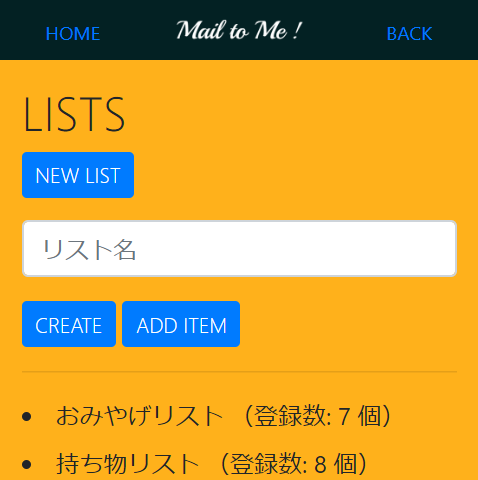 HOME Mail to Me ! BACK
LISTS
NEW LIST
リスト名
CREATE ADD ITEM
• おみやげリスト （登録数: 7 個）
• 持ち物リスト （登録数: 8 個）